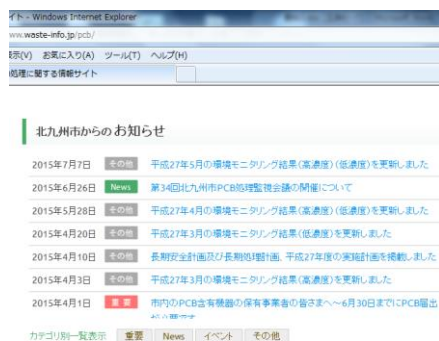 イト - Windows Internet Explorer
www.waste-info.jp/pcb/
表示(V) お気に入り(A) ツール(T) ヘルプ(H)
処理に関する情報サイト
北九州市からのお知らせ
2015年7月7日 その他 平成27年5月の環境モニタリング結果(高濃度)(低濃度)を更新しました
2015年6月26日 News 第34回北九州市PCB処理監視会議の開催について
2015年5月28日 その他 平成27年4月の環境モニタリング結果(高濃度)(低濃度)を更新しました
2015年4月20日 その他 平成27年3月の環境モニタリング結果(低濃度)を更新しました
2015年4月10日 その他 長期安全計画及び長期処理計画、平成27年度の実施計画を掲載しました
2015年4月3日 その他 平成27年3月の環境モニタリング結果(高濃度)を更新しました
2015年4月1日 重要 市内のPCB含有機器の保有事業者の皆さまへ～6月30日までにPCB届出
が必要です
カテゴリ別一覧表示 重要 News イベント その他